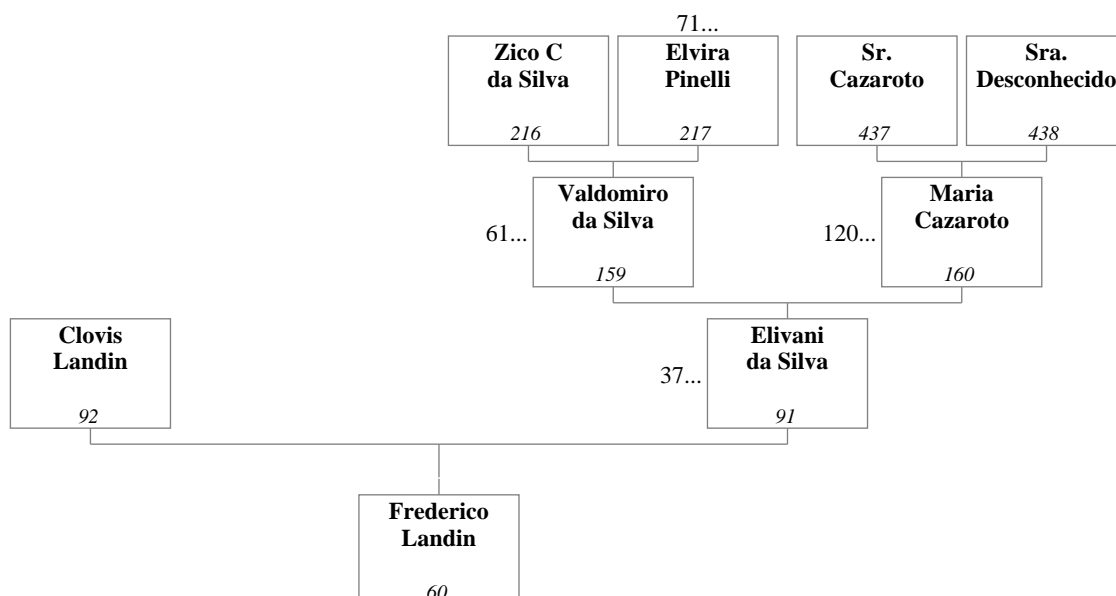 71...
Zico C
da Silva
216
Elvira
Pinelli
217
Sr.
Cazaroto
437
Sra.
Desconhecido
438
61...
Valdomiro
da Silva
159
120...
Maria
Cazaroto
160
Clovis
Landin
92
37...
Elivani
da Silva
91
Frederico
Landin
60